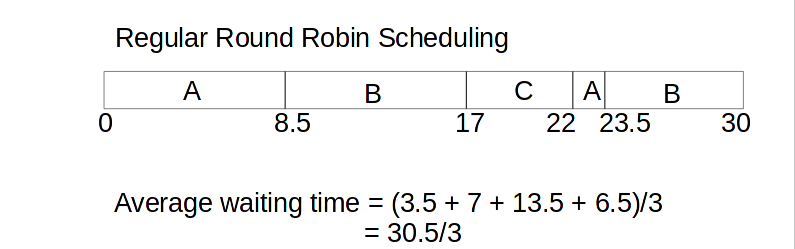 Regular Round Robin Scheduling
A B C A B
0 8.5 17 22 23.5 30
Average waiting time = (3.5 + 7 + 13.5 + 6.5)/3
= 30.5/3